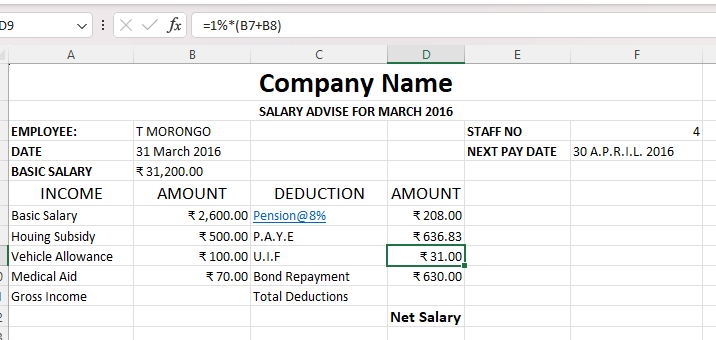 D9 fx =1%*(B7+B8)
A B C D E F
Company Name
SALARY ADVISE FOR MARCH 2016
EMPLOYEE: T MORONGO STAFF NO 4
DATE 31 March 2016 NEXT PAY DATE 30 A.P.R.I.L. 2016
BASIC SALARY ₹ 31,200.00
INCOME AMOUNT DEDUCTION AMOUNT
Basic Salary ₹ 2,600.00 Pension@8% ₹ 208.00
Houing Subsidy ₹ 500.00 P.A.Y.E ₹ 636.83
Vehicle Allowance ₹ 100.00 U.I.F ₹ 31.00
Medical Aid ₹ 70.00 Bond Repayment ₹ 630.00
Gross Income Total Deductions
Net Salary